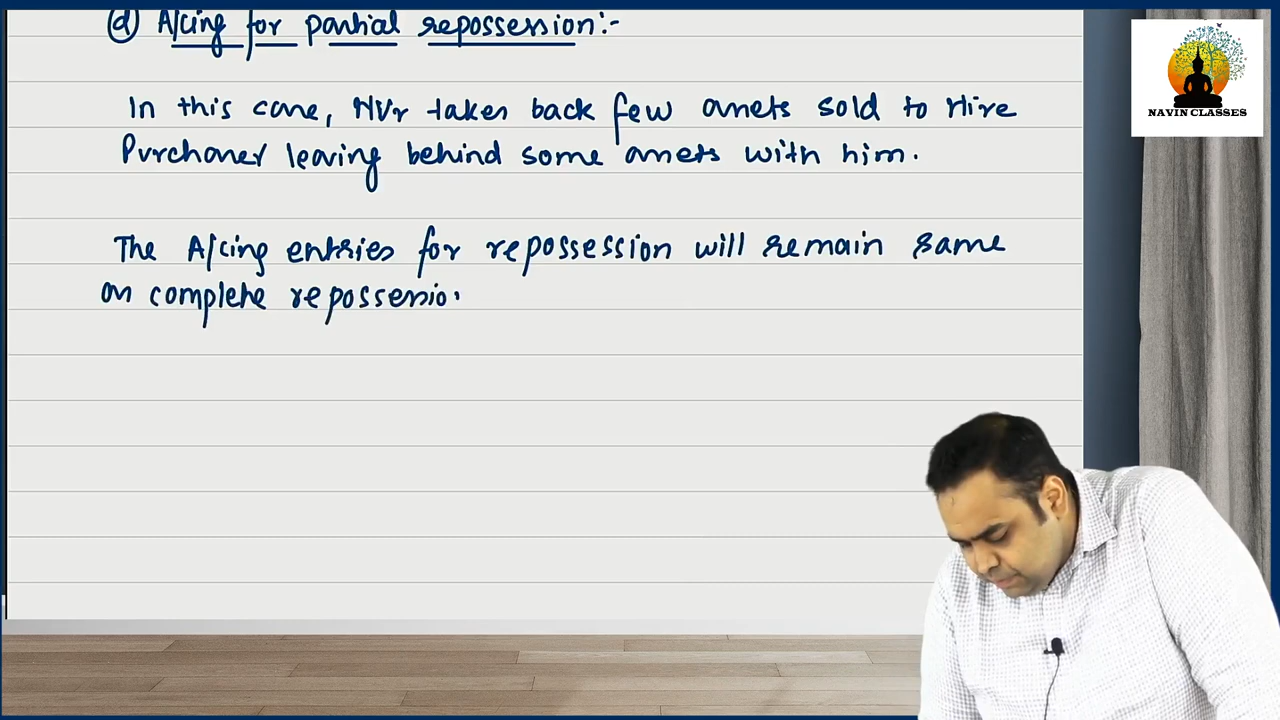 (d) A/cing for partial repossession:-
In this case, HVr takes back few assets sold to Hire
Purchaser leaving behind some assets with him.
The A/cing entries for repossession will remain same
as complete repossessio
NAVIN CLASSES